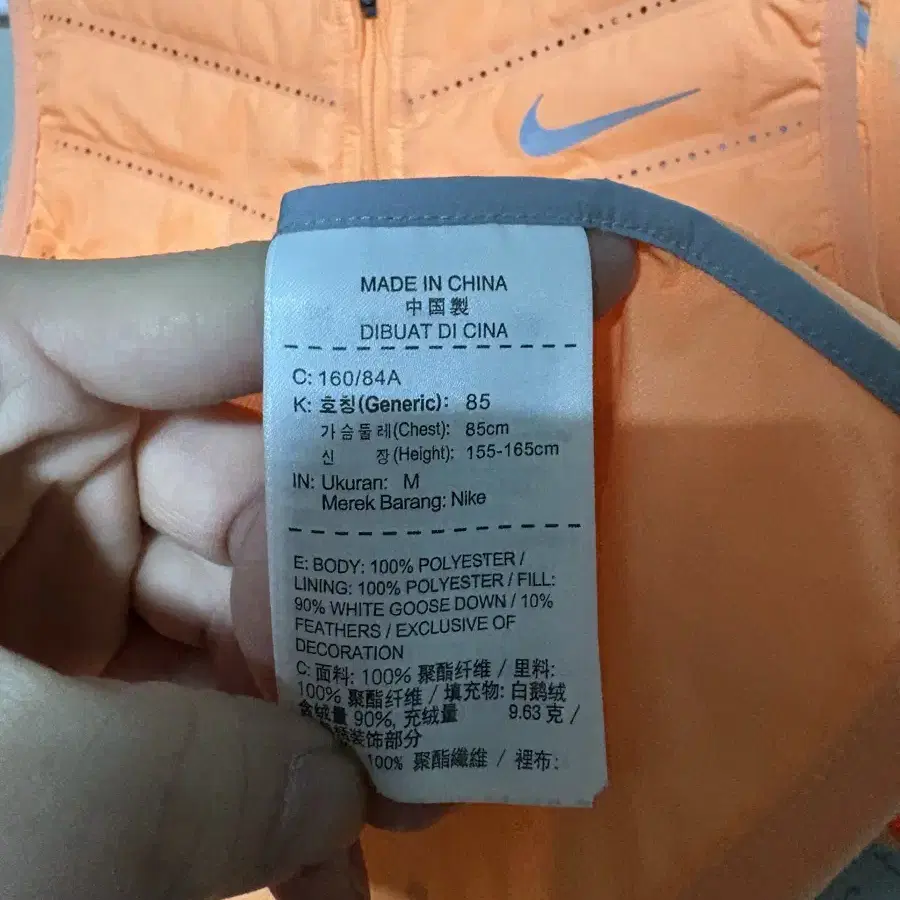 MADE IN CHINA
中国製
DIBUAT DI CINA
C: 160/84A
K: 호칭(Generic): 85
가슴둘레(Chest): 85cm
신 장(Height): 155-165cm
IN: Ukuran: M
Merek Barang: Nike
E: BODY: 100% POLYESTER /
LINING: 100% POLYESTER / FILL:
90% WHITE GOOSE DOWN / 10%
FEATHERS / EXCLUSIVE OF
DECORATION
C: 面料: 100% 聚酯纤维 / 里料:
100% 聚酯纤维 / 填充物: 白鹅绒
含绒量 90%, 充绒量 9.63 克 /
装饰部分
100% 聚酯纖維 / 裡布: